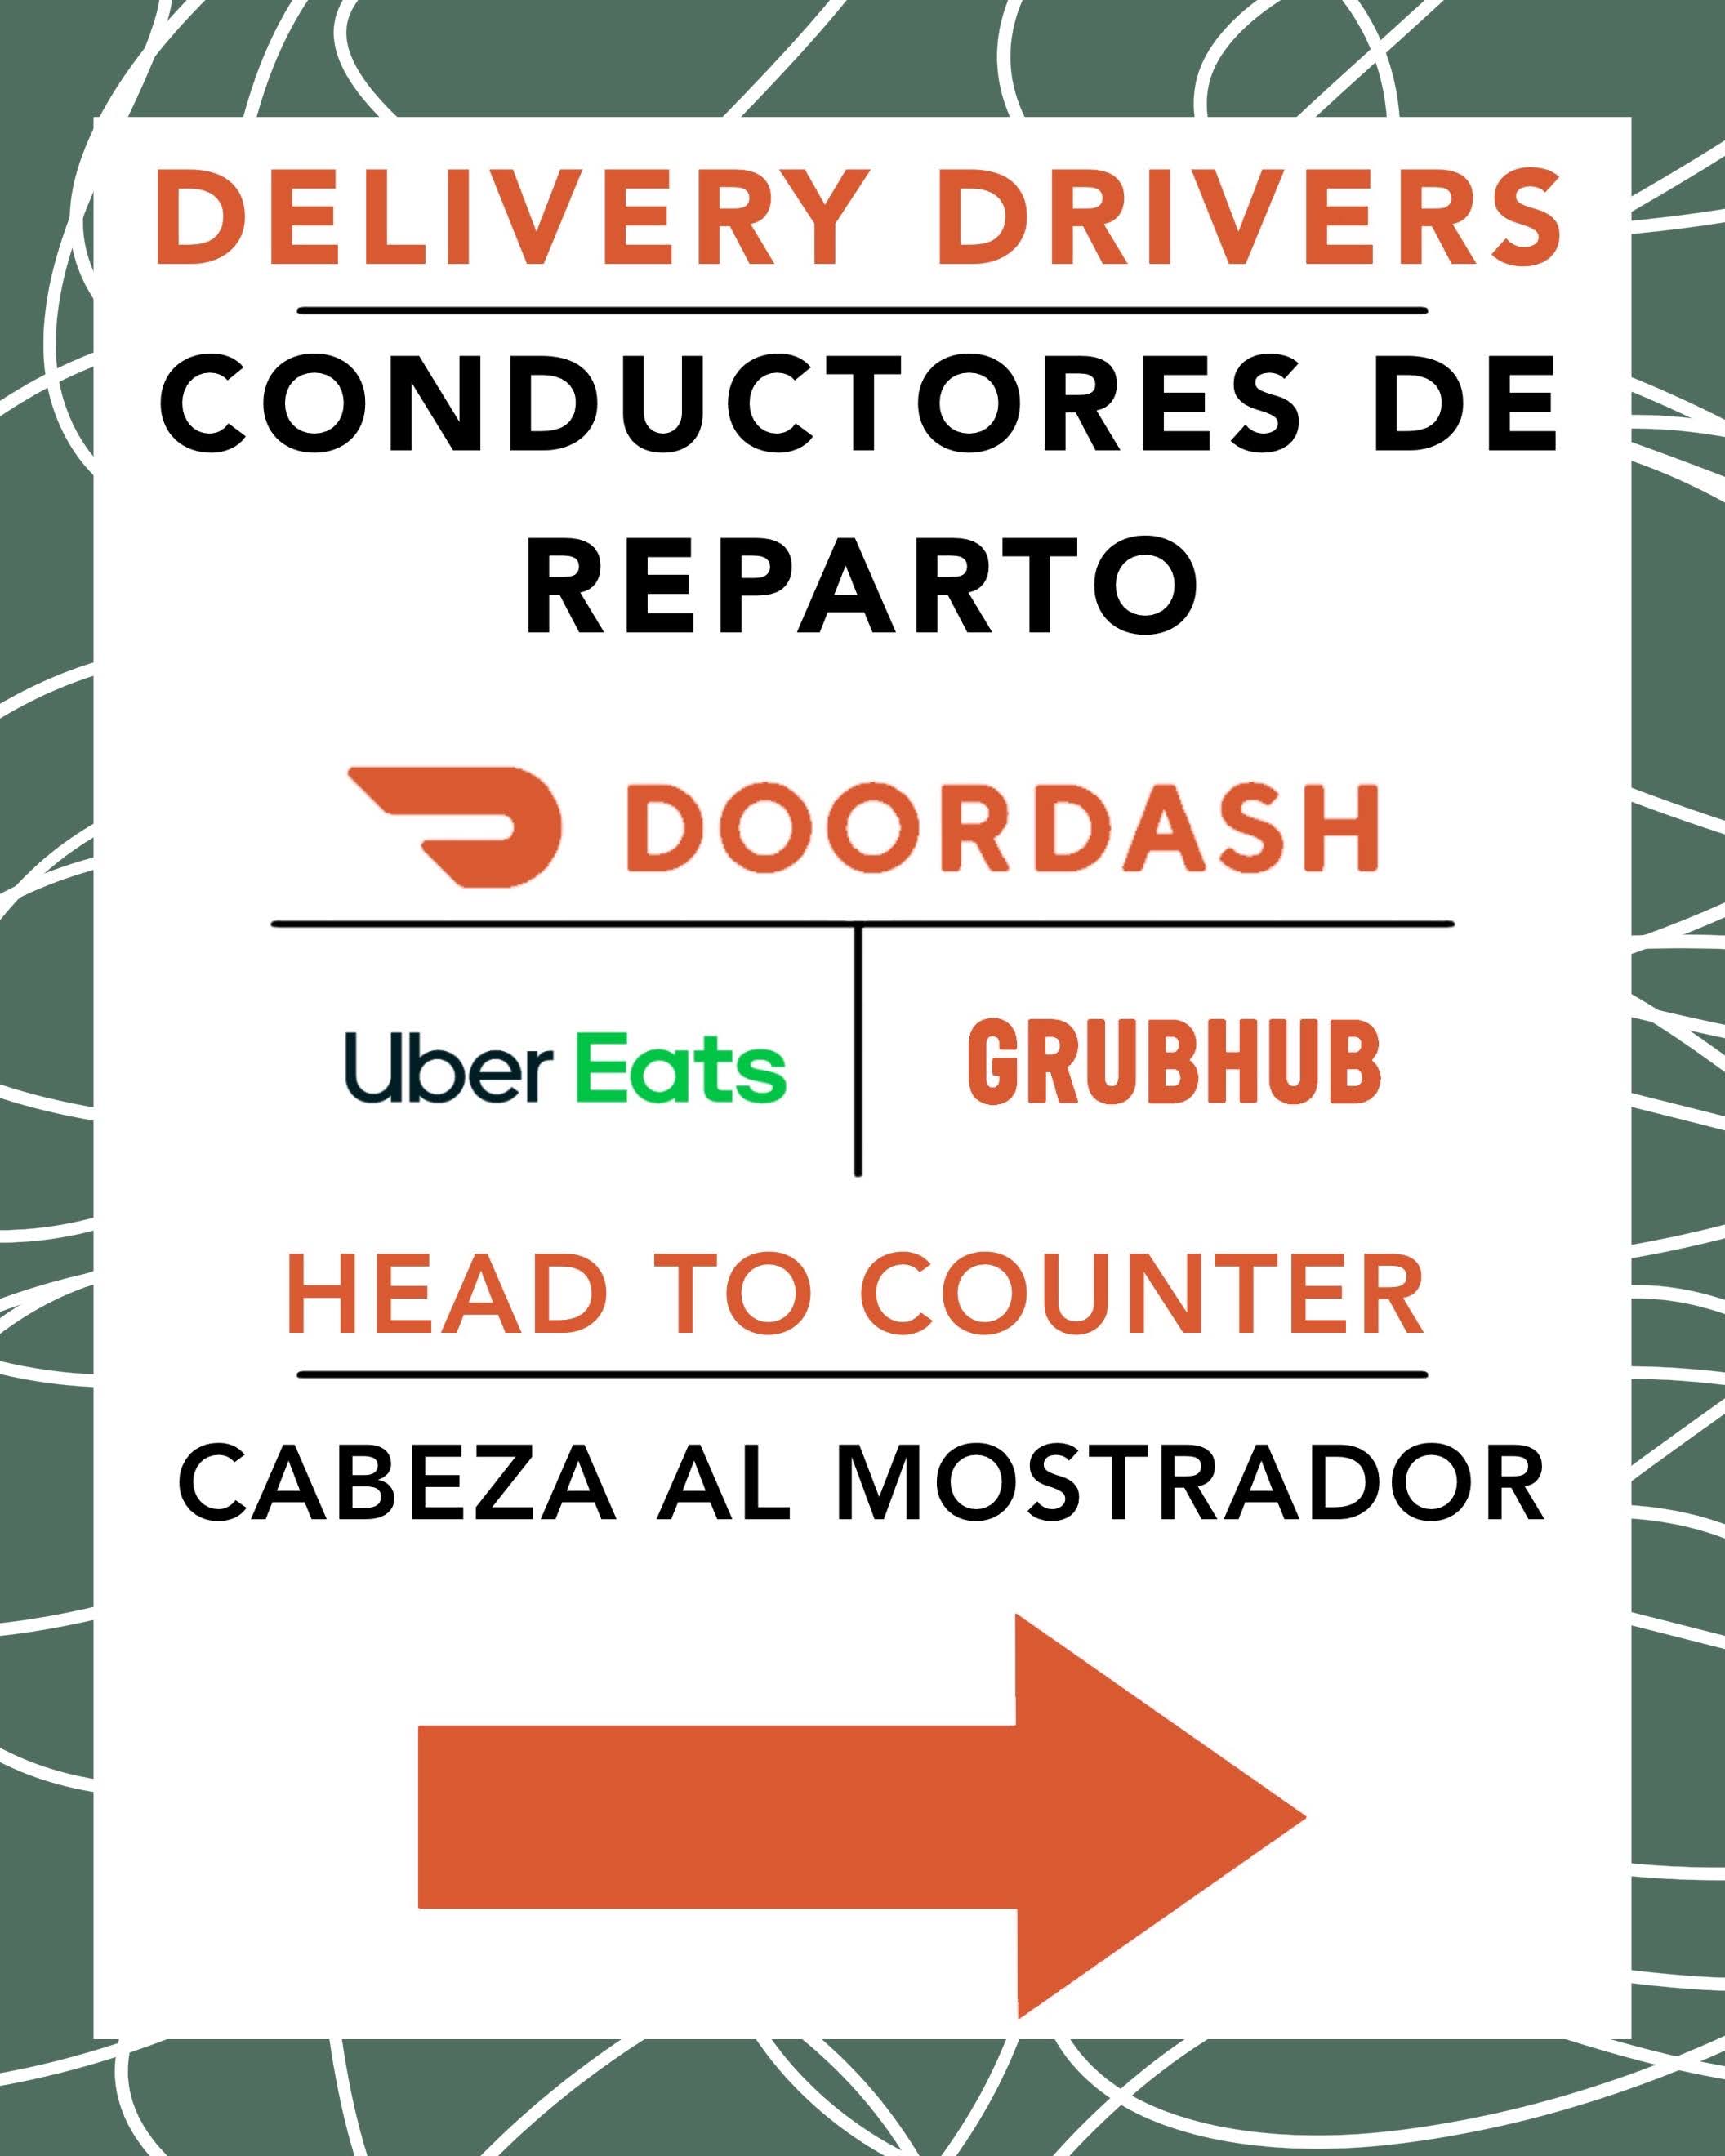 DELIVERY DRIVERS
CONDUCTORES DE
REPARTO
DOORDASH
Uber Eats
GRUBHUB
HEAD TO COUNTER
CABEZA AL MOSTRADOR